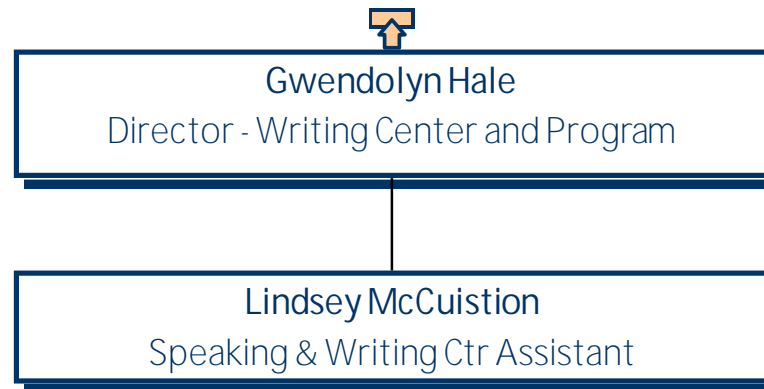 Gwendolyn Hale
Director - Writing Center and Program
Lindsey McCuistion
Speaking & Writing Ctr Assistant